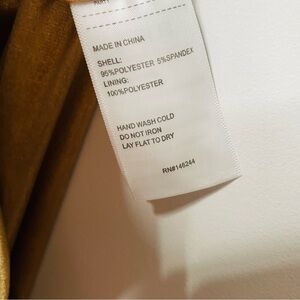 MADE IN CHINA
SHELL:
95%POLYESTER 5%SPANDEX
LINING:
100%POLYESTER
HAND WASH COLD
DO NOT IRON
LAY FLAT TO DRY
RN#148244